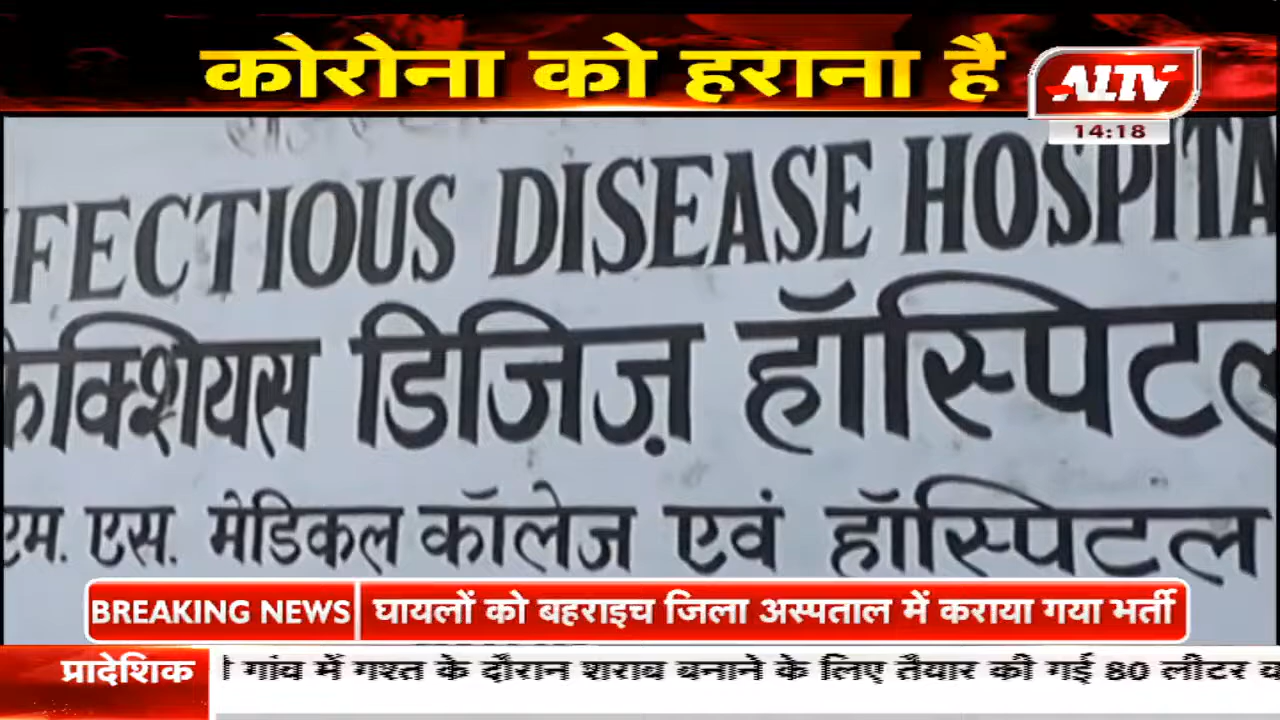 कोरोना को हराना है
ALTV
14:18
FECTIOUS DISEASE HOSPITA
फेक्शियस डिजिज़ हॉस्पिटल
एम. एस. मेडिकल कॉलेज एवं हॉस्पिटल
BREAKING NEWS घायलों को बहराइच जिला अस्पताल में कराया गया भर्ती
प्रादेशिक गांव में गश्त के दौरान शराब बनाने के लिए तैयार की गई 80 लीटर